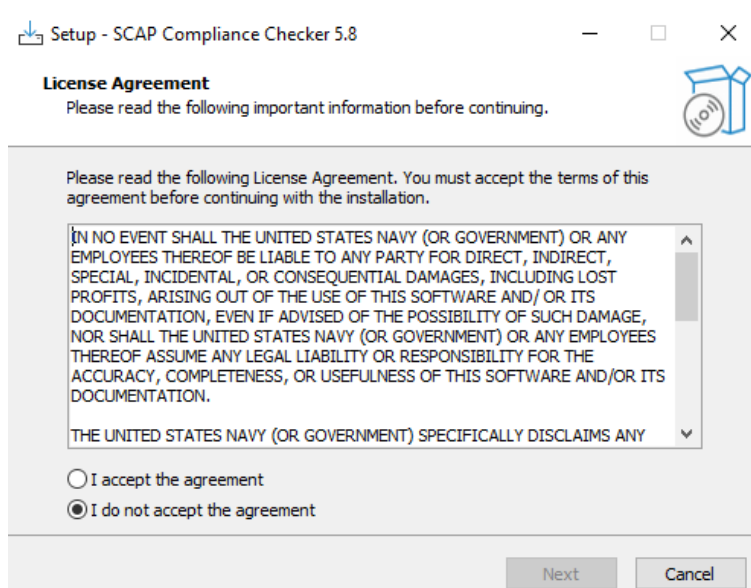 Setup - SCAP Compliance Checker 5.8
License Agreement
Please read the following important information before continuing.
Please read the following License Agreement. You must accept the terms of this
agreement before continuing with the installation.
IN NO EVENT SHALL THE UNITED STATES NAVY (OR GOVERNMENT) OR ANY
EMPLOYEES THEREOF BE LIABLE TO ANY PARTY FOR DIRECT, INDIRECT,
SPECIAL, INCIDENTAL, OR CONSEQUENTIAL DAMAGES, INCLUDING LOST
PROFITS, ARISING OUT OF THE USE OF THIS SOFTWARE AND/ OR ITS
DOCUMENTATION, EVEN IF ADVISED OF THE POSSIBILITY OF SUCH DAMAGE,
NOR SHALL THE UNITED STATES NAVY (OR GOVERNMENT) OR ANY EMPLOYEES
THEREOF ASSUME ANY LEGAL LIABILITY OR RESPONSIBILITY FOR THE
ACCURACY, COMPLETENESS, OR USEFULNESS OF THIS SOFTWARE AND/OR ITS
DOCUMENTATION.
THE UNITED STATES NAVY (OR GOVERNMENT) SPECIFICALLY DISCLAIMS ANY
I accept the agreement
I do not accept the agreement
Next
Cancel